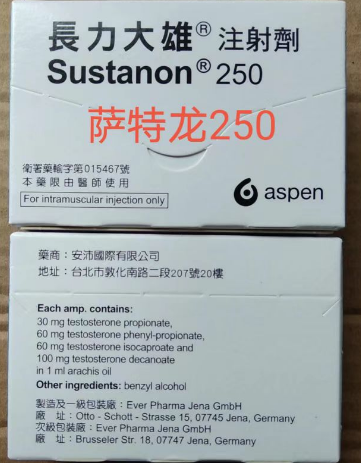 長力大雄® 注射劑
Sustanon® 250
萨特龙250
衛署藥輸字第015467號
本藥限由醫師使用
For intramuscular injection only
aspen
藥商：安沛國際有限公司
地址：台北市敦化南路二段207號20樓
Each amp. contains:
30 mg testosterone propionate,
60 mg testosterone phenyl-propionate,
60 mg testosterone isocaproate and
100 mg testosterone decanoate
in 1 ml arachis oil
Other ingredients: benzyl alcohol
製造及一級包裝廠：Ever Pharma Jena GmbH
廠　址：Otto - Schott - Strasse 15, 07745 Jena, Germany
次級包裝廠：Ever Pharma Jena GmbH
廠　址：Brusseler Str. 18, 07747 Jena, Germany